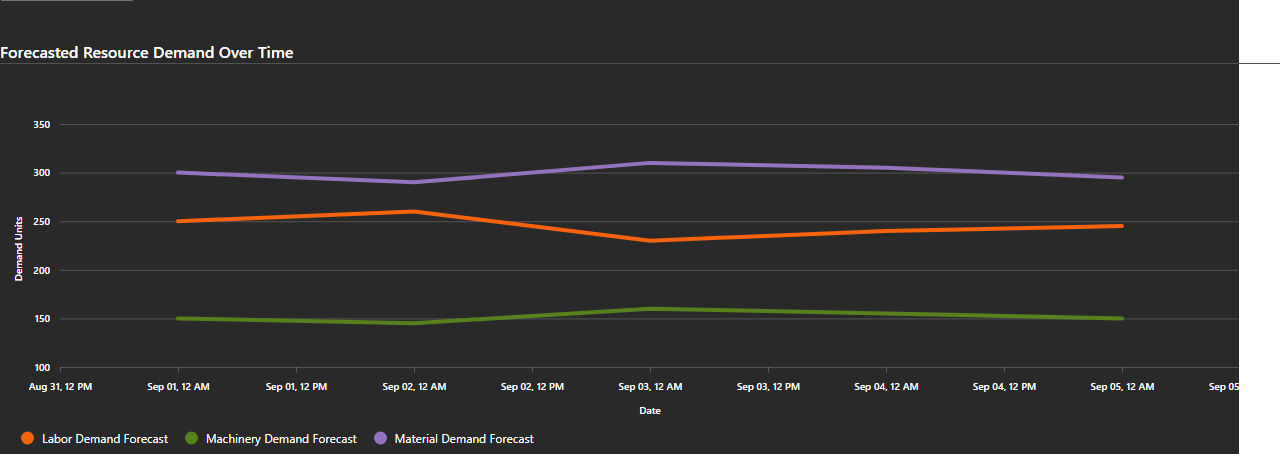 Forecasted Resource Demand Over Time
350
300
250
200
150
100
Demand Units
Aug 31, 12 PM Sep 01, 12 AM Sep 01, 12 PM Sep 02, 12 AM Sep 02, 12 PM Sep 03, 12 AM Sep 03, 12 PM Sep 04, 12 AM Sep 04, 12 PM Sep 05, 12 AM Sep 05
Date
Labor Demand Forecast Machinery Demand Forecast Material Demand Forecast